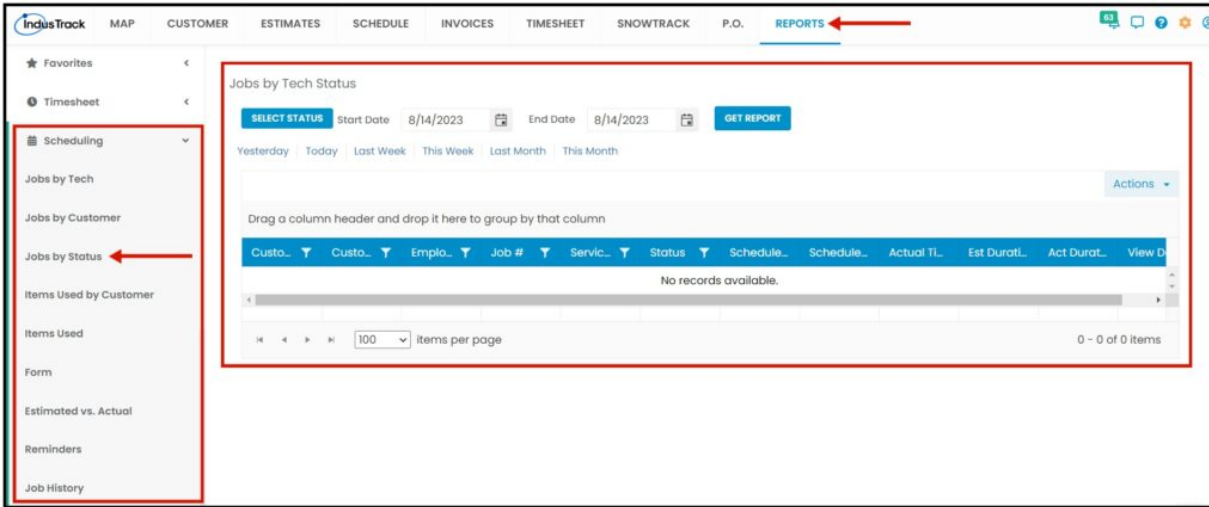 IndusTrack MAP CUSTOMER ESTIMATES SCHEDULE INVOICES TIMESHEET SNOWTRACK P.O. REPORTS 63
Favorites
Timesheet
Scheduling
Jobs by Tech
Jobs by Customer
Jobs by Status
Items Used by Customer
Items Used
Form
Estimated vs. Actual
Reminders
Job History
Jobs by Tech Status
SELECT STATUS Start Date 8/14/2023 End Date 8/14/2023 GET REPORT
Yesterday Today Last Week This Week Last Month This Month
Actions
Drag a column header and drop it here to group by that column
Custo... Custo... Emplo... Job # Servic... Status Schedule... Schedule... Actual Ti... Est Durati... Act Durat... View D
No records available.
100 items per page 0 - 0 of 0 items